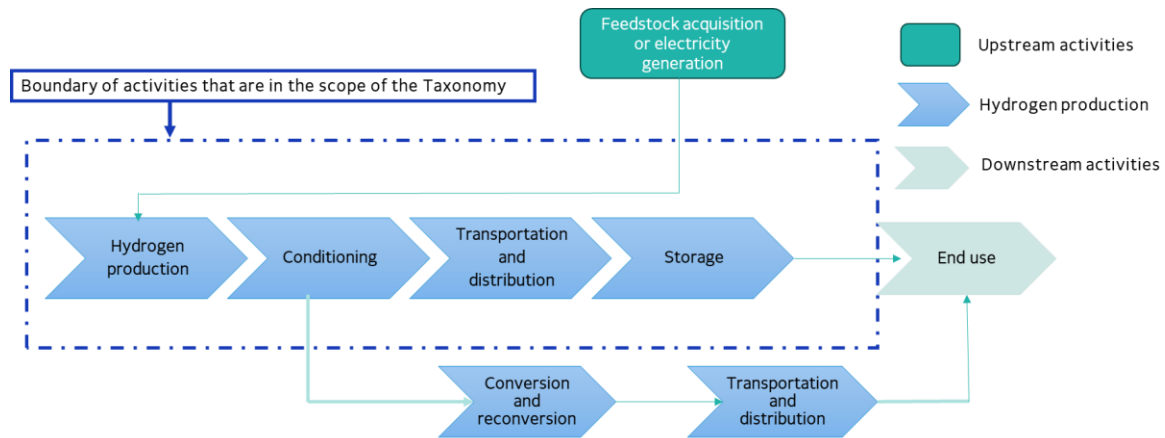 Feedstock acquisition
or electricity
generation
Upstream activities
Boundary of activities that are in the scope of the Taxonomy
Hydrogen production
Downstream activities
Hydrogen
production
Conditioning
Transportation
and
distribution
Storage
End use
Conversion
and
reconversion
Transportation
and
distribution